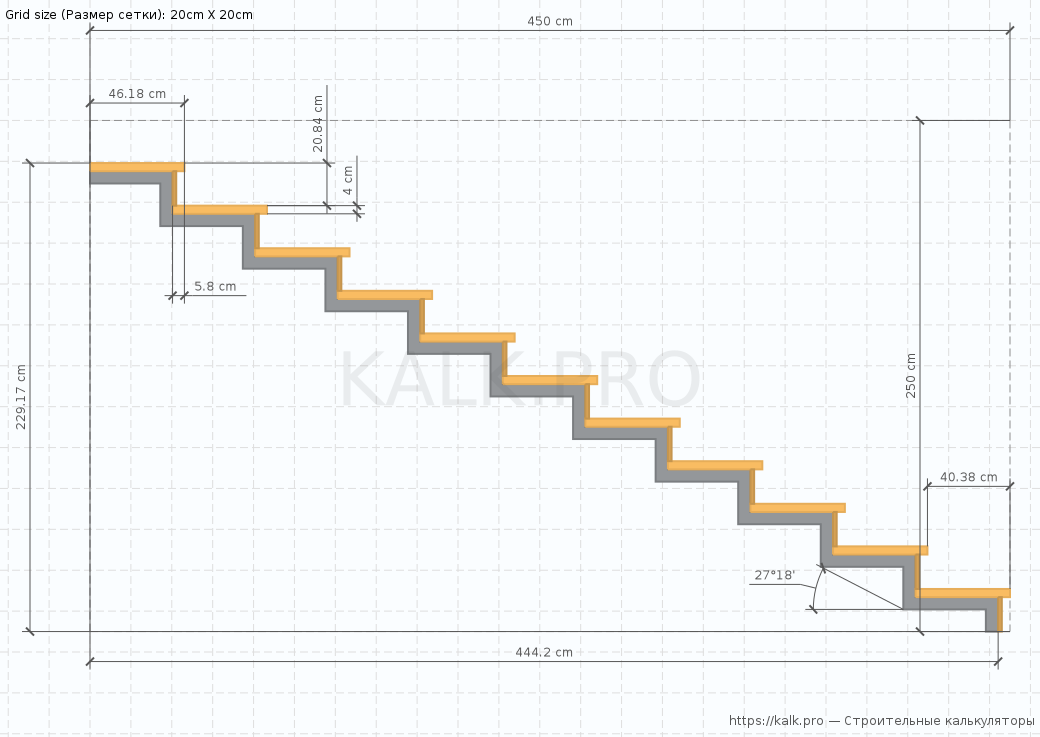 Grid size (Размер сетки): 20cm X 20cm
450 cm
46.18 cm
20.84 cm
4 cm
5.8 cm
229.17 cm
KALK.PRO
250 cm
40.38 cm
27°18'
444.2 cm
https://kalk.pro — Строительные калькуляторы